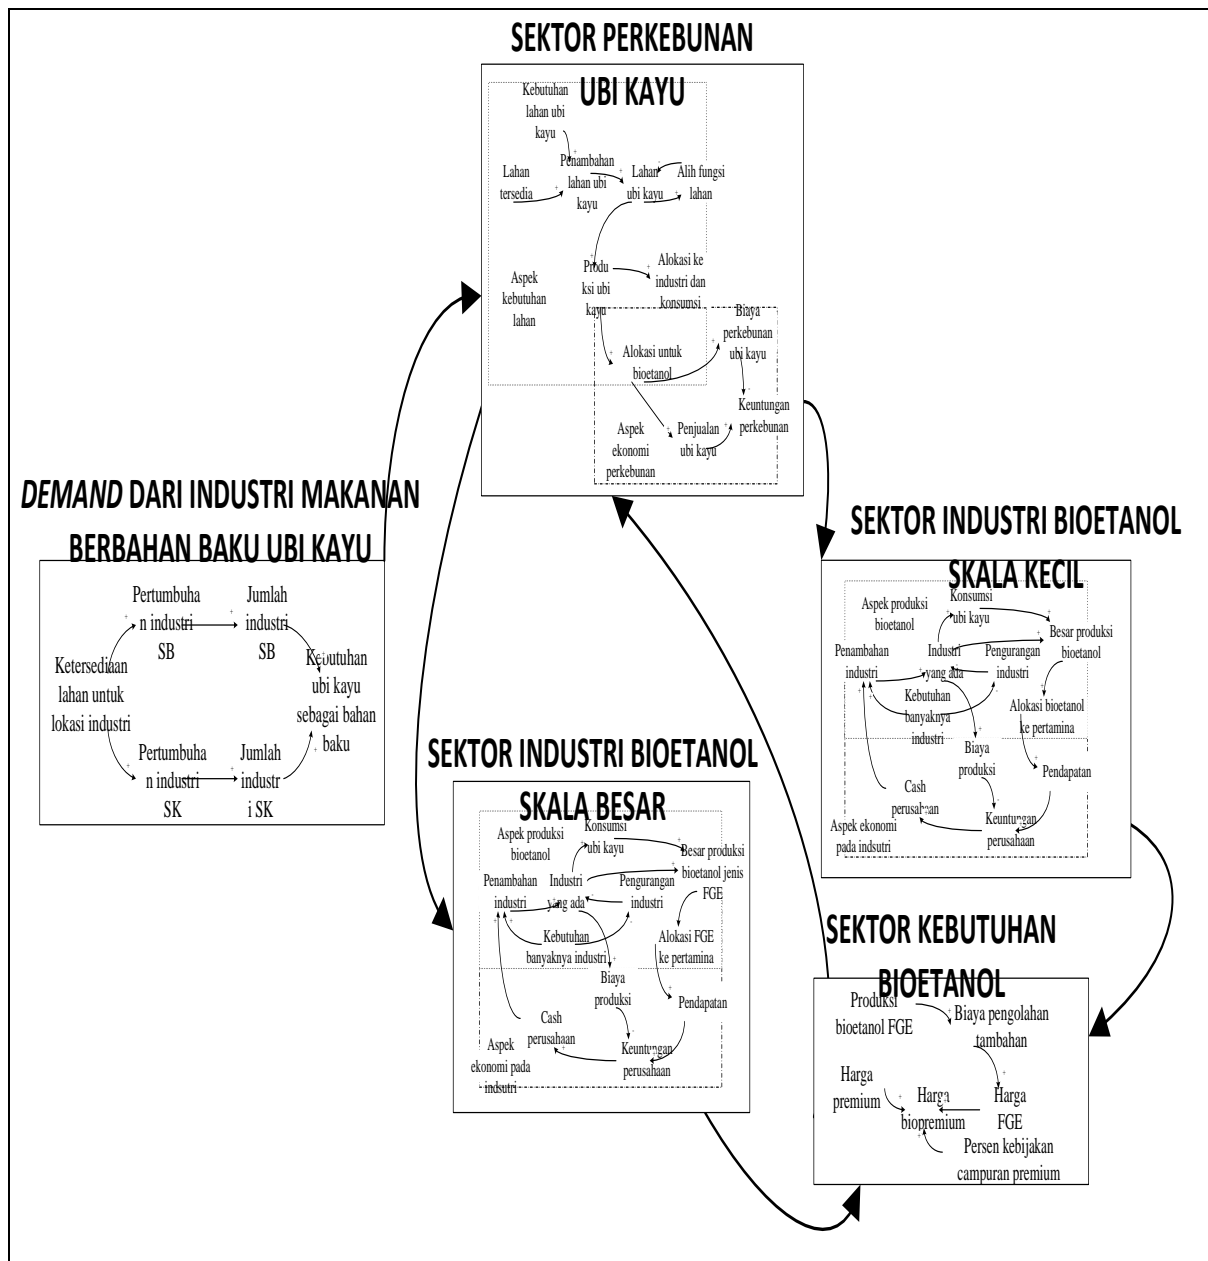 SEKTOR PERKEBUNAN
UBI KAYU
Kebutuhan
lahan ubi
kayu
Lahan
tersedia
Penambahan
lahan ubi
kayu
Lahan
ubi kayu
Alih fungsi
lahan
Aspek
kebutuhan
lahan
Produ
ksi ubi
kayu
Alokasi ke
industri dan
konsumsi
Alokasi untuk
bioetanol
Biaya
perkebunan
ubi kayu
Keuntungan
perkebunan
Aspek
ekonomi
perkebunan
Penjualan
ubi kayu
DEMAND DARI INDUSTRI MAKANAN
BERBAHAN BAKU UBI KAYU
Pertumbuha
n industri
SB
Jumlah
industri
SB
Ketersediaan
lahan untuk
lokasi industri
Kebutuhan
ubi kayu
sebagai bahan
baku
Pertumbuha
n industri
SK
Jumlah
industr
i SK
SEKTOR INDUSTRI BIOETANOL
SKALA KECIL
Aspek produksi
bioetanol
Konsumsi
ubi kayu
Besar produksi
bioetanol
Penambahan
industri
Industri
yang ada
Pengurangan
industri
Kebutuhan
banyaknya
industri
Alokasi bioetanol
ke pertamina
Biaya
produksi
Pendapatan
Cash
perusahaan
Aspek ekonomi
pada indsutri
Keuntungan
perusahaan
SEKTOR INDUSTRI BIOETANOL
SKALA BESAR
Aspek produksi
bioetanol
Konsumsi
ubi kayu
Besar produksi
bioetanol jenis
FGE
Penambahan
industri
Industri
yang ada
Pengurangan
industri
Kebutuhan
banyaknya industri
Alokasi FGE
ke pertamina
Biaya
produksi
Pendapatan
Cash
perusahaan
Aspek
ekonomi pada
indsutri
Keuntungan
perusahaan
SEKTOR KEBUTUHAN
BIOETANOL
Produksi
bioetanol FGE
Biaya pengolahan
tambahan
Harga
premium
Harga
biopremium
Harga
FGE
Persen kebijakan
campuran premium